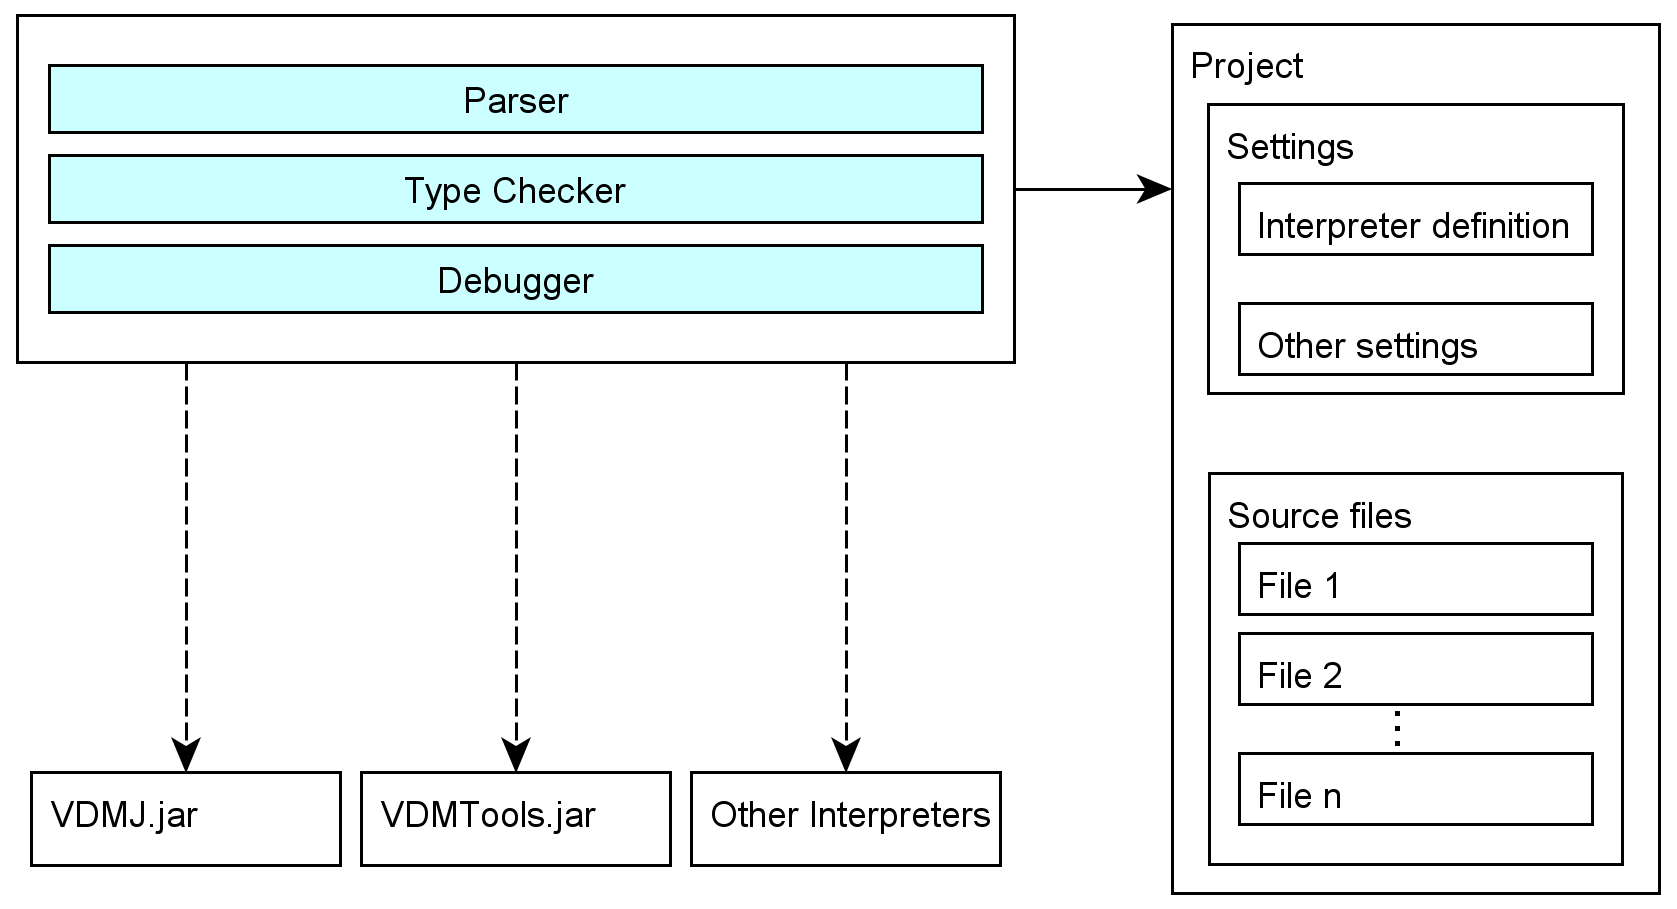 Parser
Type Checker
Debugger
Project
Settings
Interpreter definition
Other settings
Source files
File 1
File 2
File n
VDMJ.jar
VDMTools.jar
Other Interpreters